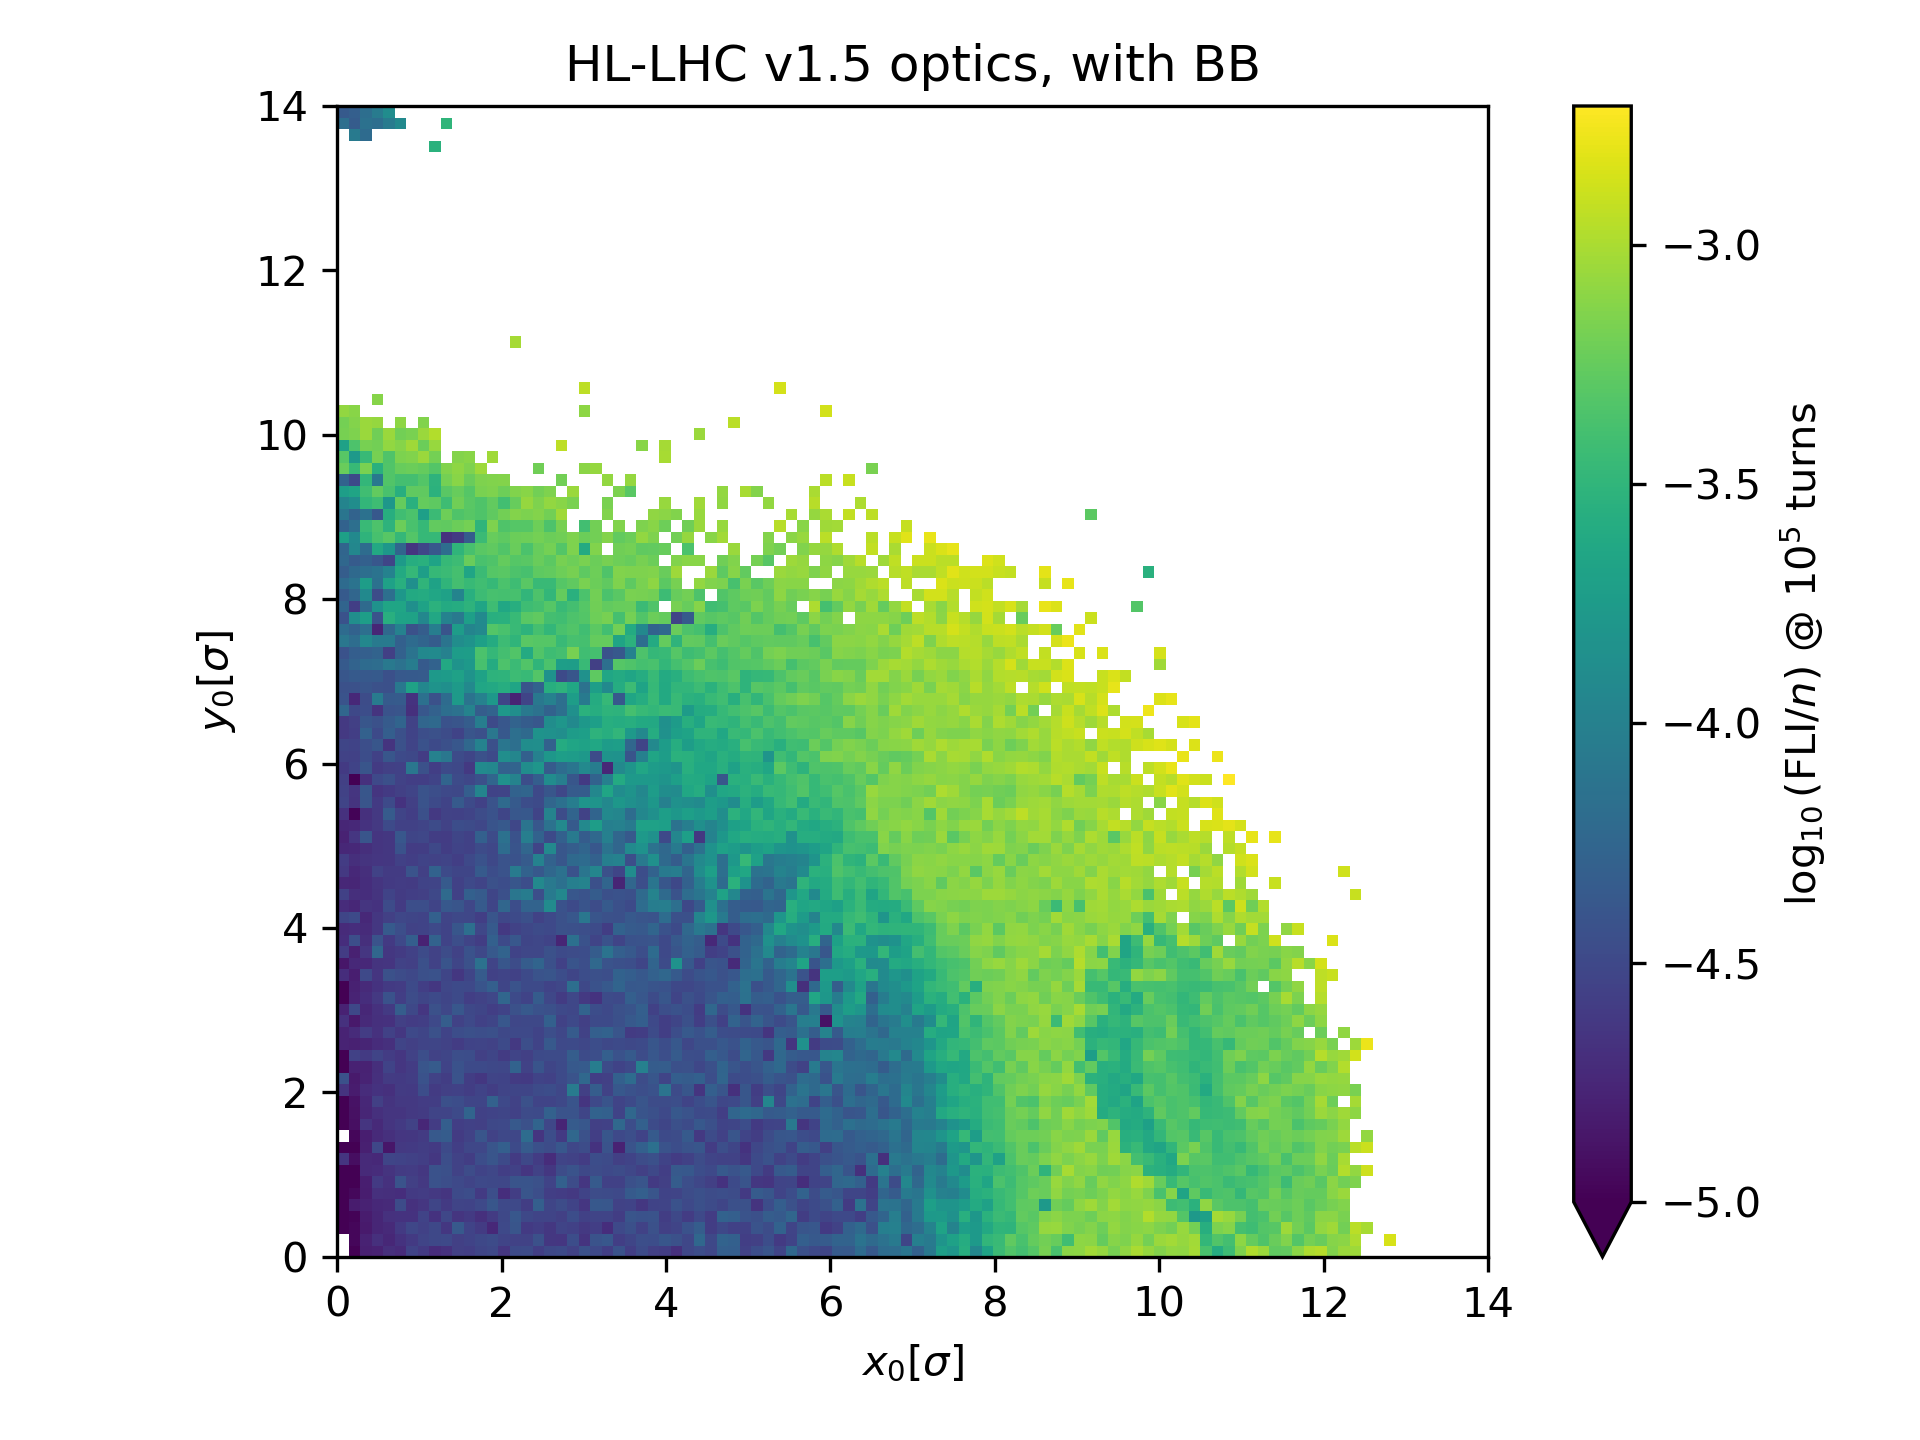 HL-LHC v1.5 optics, with BB
14
12
10
8
6
4
2
0
y₀[σ]
0 2 4 6 8 10 12 14
x₀[σ]
−3.0
−3.5
−4.0
−4.5
−5.0
log₁₀(FLI/n) @ 10⁵ turns